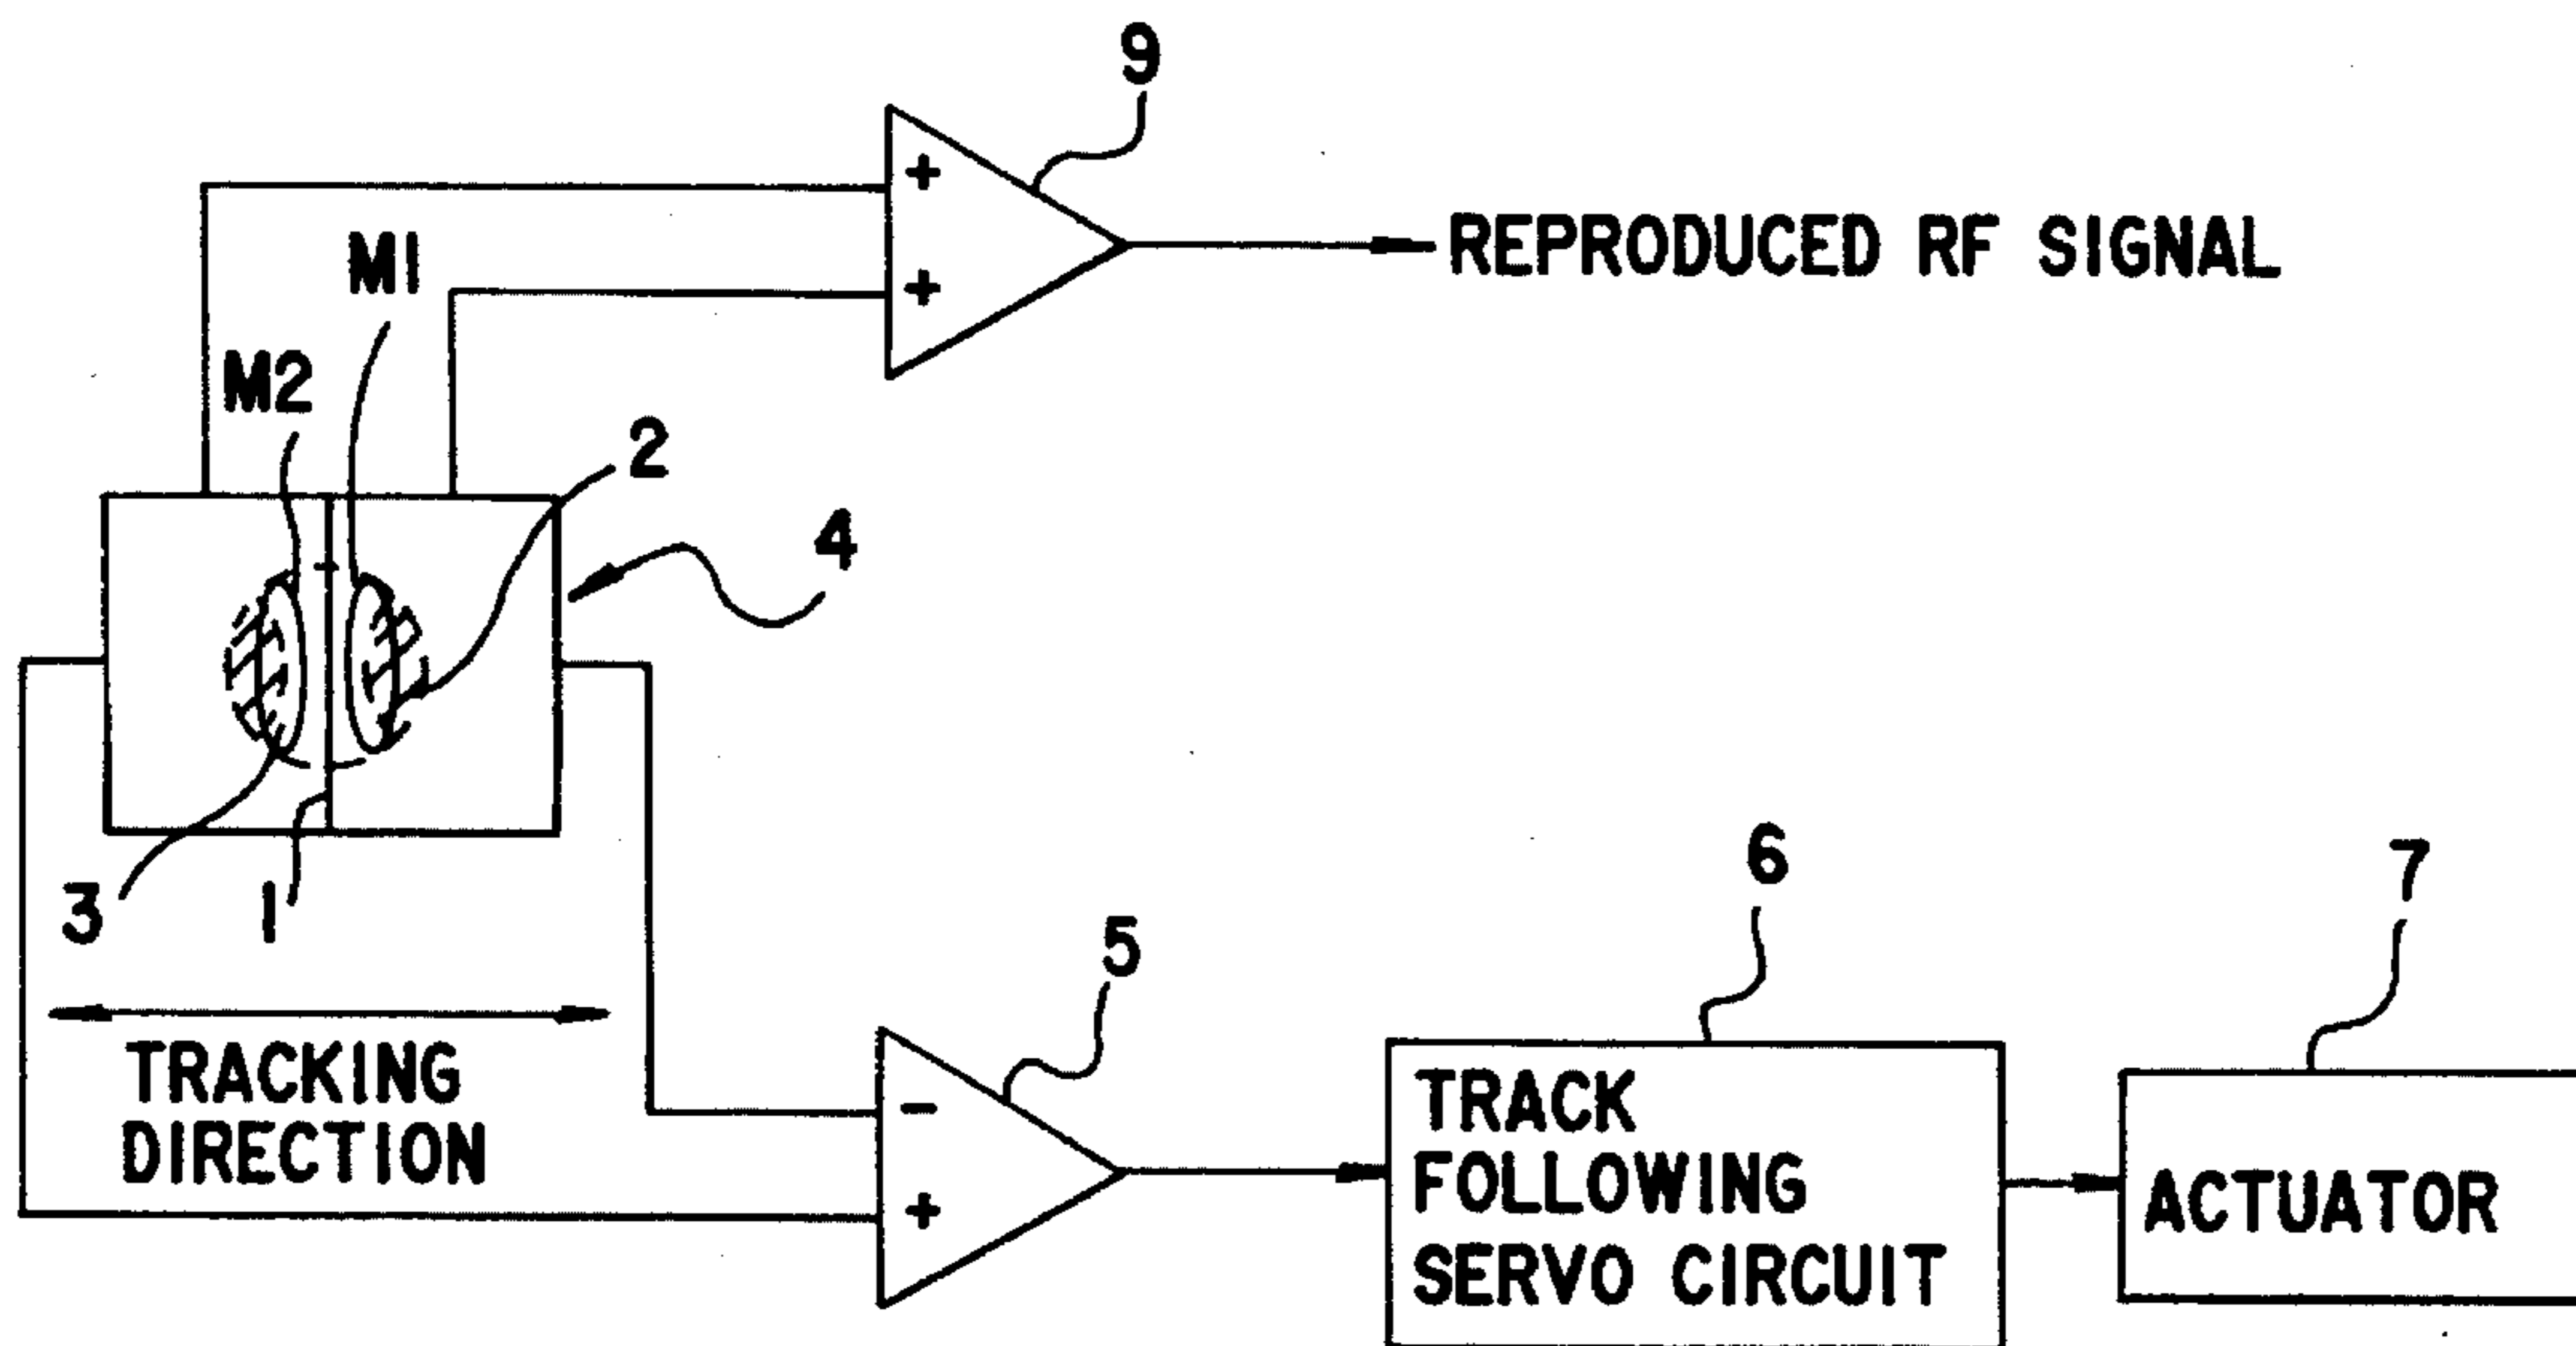 9
+
REPRODUCED RF SIGNAL
+
M1
M2
2
4
3
1
TRACKING
DIRECTION
5
-
+
6
TRACK
FOLLOWING
SERVO CIRCUIT
7
ACTUATOR